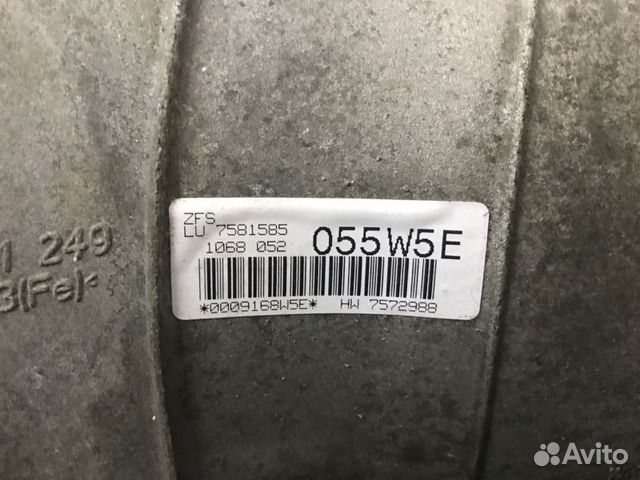 ZFS
LU 7581585
1068 052
055W5E
*0009168W5E* HW 7572988
1 249
3(Fe)<
Avito